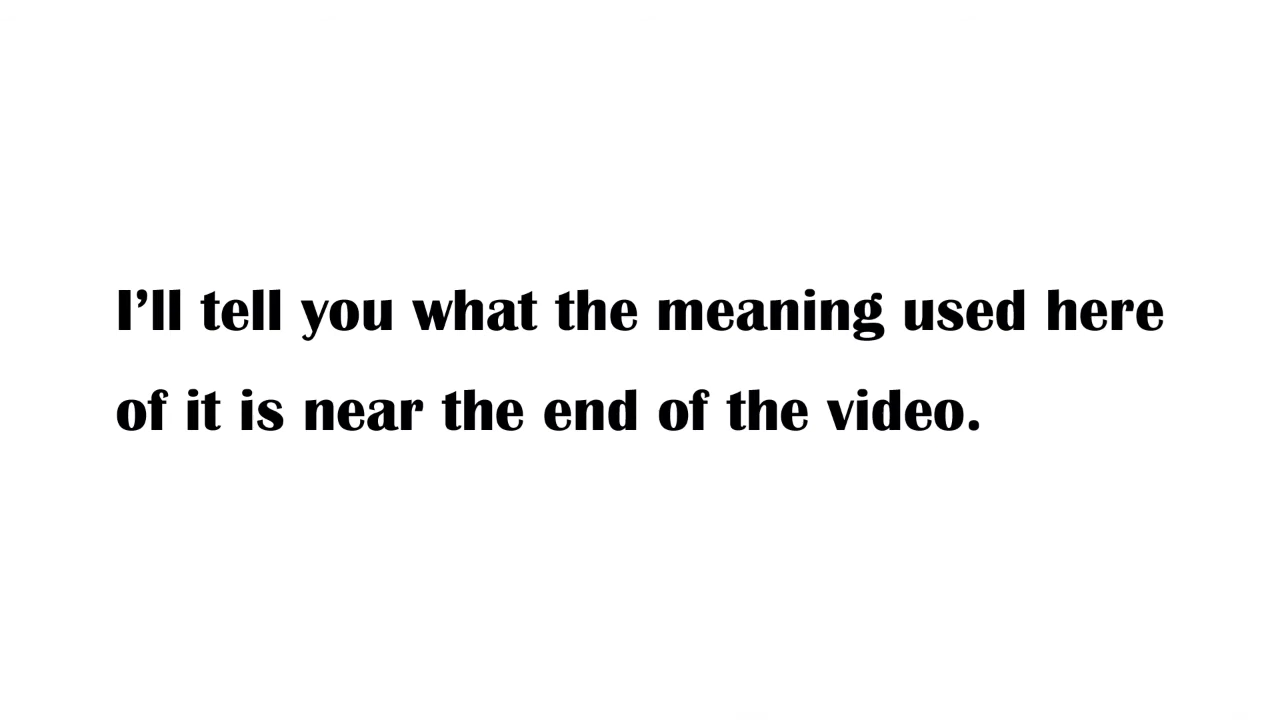 I’ll tell you what the meaning used here
of it is near the end of the video.